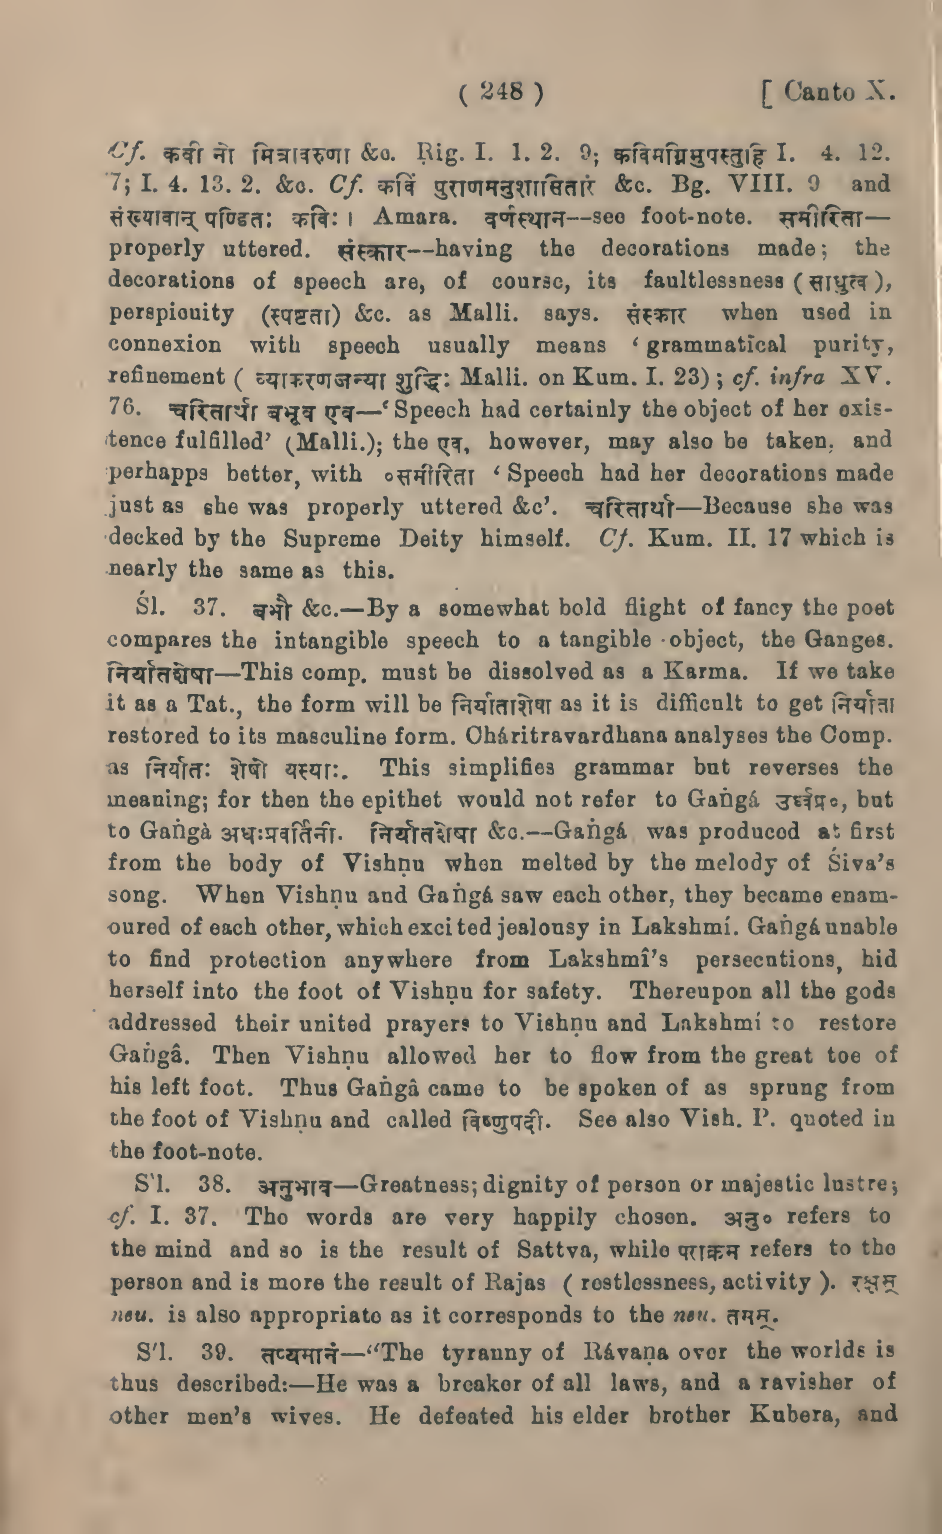 ( 248 ) [ Canto X.
Cf. कवी नो मित्रावरुणा &c. Ṛig. I. 1. 2. 9; कविमग्निमुपस्तुहि I. 4. 12.
7; I. 4. 13. 2. &c. Cf. कविं पुराणमनुशासितारं &c. Bg. VIII. 9 and
संख्यावान् पण्डितः कविः । Amara. वर्णस्थान--see foot-note. समीरिता—
properly uttered. संस्कार--having the decorations made; the
decorations of speech are, of course, its faultlessness ( साधुत्व ),
perspicuity (स्पष्टता) &c. as Malli. says. संस्कार when used in
connexion with speech usually means ‘ grammatical purity,
refinement ( व्याकरणजन्या शुद्धिः Malli. on Kum. I. 23) ; cf. infra XV.
76. चरितार्था बभूव एव—‘ Speech had certainly the object of her exis-
tence fulfilled’ (Malli.); the एव, however, may also be taken, and
perhapps better, with ०समीरिता ‘ Speech had her decorations made
just as she was properly uttered &c’. चरितार्था—Because she was
decked by the Supreme Deity himself. Cf. Kum. II. 17 which is
nearly the same as this.
Śl. 37. बभौ &c.—By a somewhat bold flight of fancy the poet
compares the intangible speech to a tangible object, the Ganges.
निर्यातशेषा—This comp. must be dissolved as a Karma. If we take
it as a Tat., the form will be निर्याताशेषा as it is difficult to get निर्याता
restored to its masculine form. Cháritravardhana analyses the Comp.
as निर्यातः शेषो यस्याः. This simplifies grammar but reverses the
meaning; for then the epithet would not refer to Gaṅgá उर्ध्वप्र०, but
to Gaṅgà अधःप्रवर्तिनी. निर्यातशेषा &c.--Gaṅgá was produced at first
from the body of Vishṇu when melted by the melody of Śiva’s
song. When Vishṇu and Gaṅgá saw each other, they became enam-
oured of each other, which excited jealousy in Lakshmí. Gaṅgá unable
to find protection anywhere from Lakshmî’s persecutions, hid
herself into the foot of Vishṇu for safety. Thereupon all the gods
addressed their united prayers to Vishṇu and Lakshmí to restore
Gaṅgâ. Then Vishṇu allowed her to flow from the great toe of
his left foot. Thus Gaṅgâ came to be spoken of as sprung from
the foot of Vishṇu and called विष्णुपदी. See also Vish. P. quoted in
the foot-note.
S'l. 38. अनुभाव—Greatness; dignity of person or majestic lustre;
cf. I. 37. The words are very happily chosen. अनु० refers to
the mind and so is the result of Sattva, while पराक्रम refers to the
person and is more the result of Rajas ( restlessness, activity ). रक्षस्
neu. is also appropriate as it corresponds to the neu. तमस्.
S'l. 39. तप्यमानं—“The tyranny of Rávaṇa over the worlds is
thus described:—He was a breaker of all laws, and a ravisher of
other men’s wives. He defeated his elder brother Kubera, and